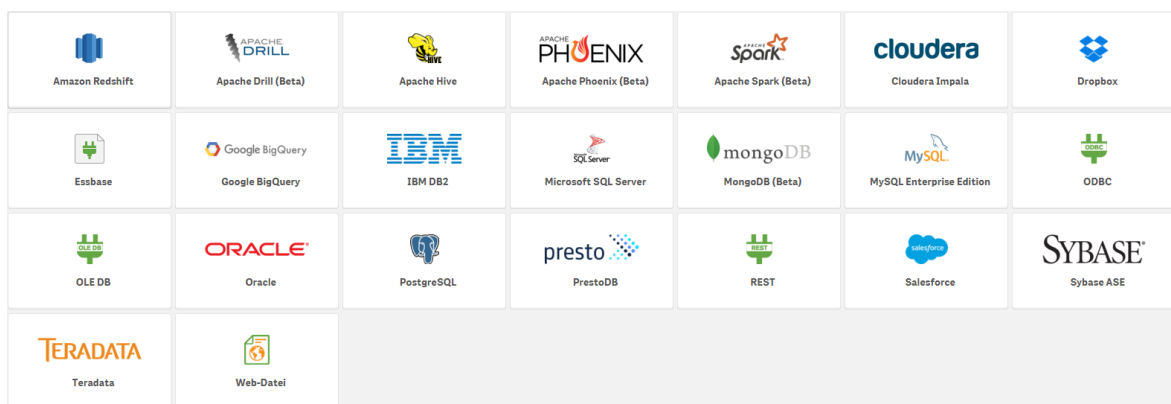 APACHE
DRILL
HIVE
APACHE
PHOENIX
APACHE
Spark
cloudera
Amazon Redshift
Apache Drill (Beta)
Apache Hive
Apache Phoenix (Beta)
Apache Spark (Beta)
Cloudera Impala
Dropbox
Google BigQuery
IBM
SQL Server
mongoDB
MySQL
ODBC
Essbase
Google BigQuery
IBM DB2
Microsoft SQL Server
MongoDB (Beta)
MySQL Enterprise Edition
ODBC
OLE DB
ORACLE
presto
REST
salesforce
SYBASE
OLE DB
Oracle
PostgreSQL
PrestoDB
REST
Salesforce
Sybase ASE
TERADATA
Teradata
Web-Datei